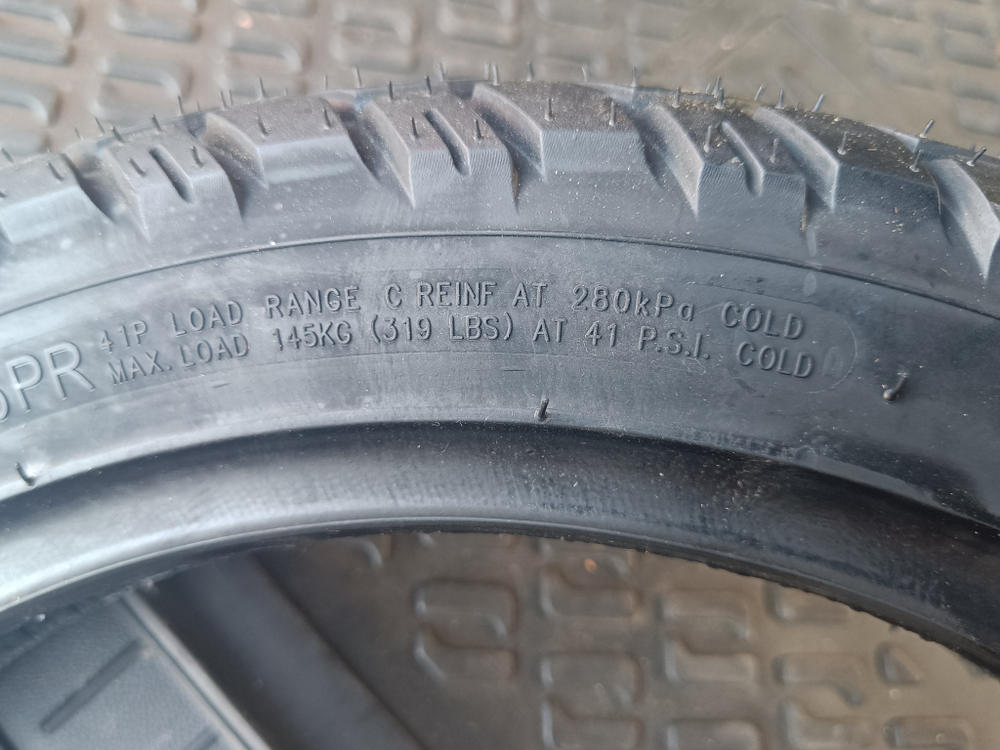 PR
41P LOAD RANGE C REINF AT 280kPa COLD
MAX. LOAD 145KG (319 LBS) AT 41 P.S.I. COLD